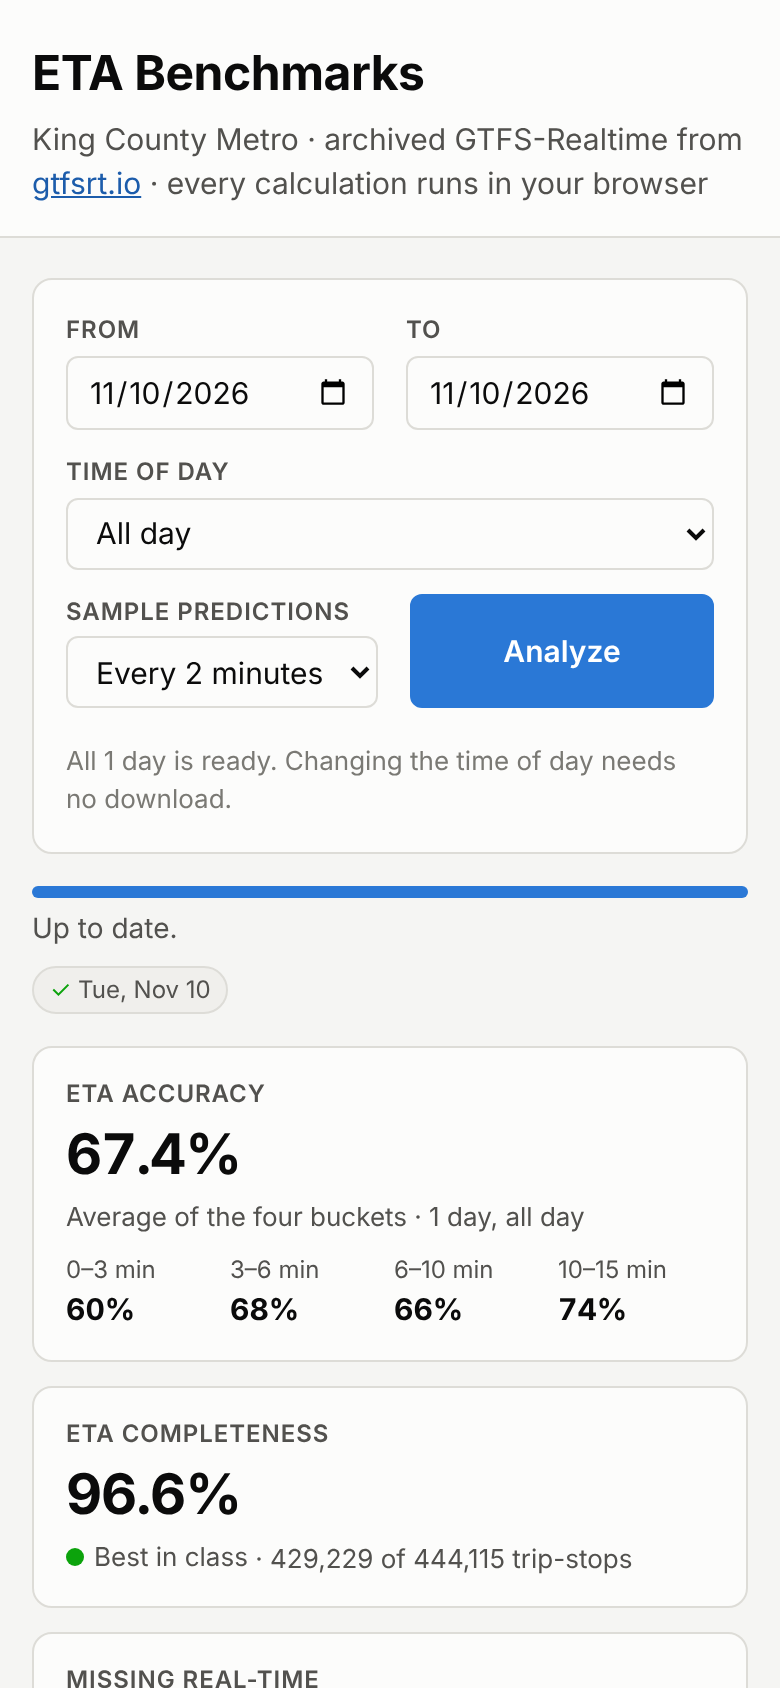 ETA Benchmarks
King County Metro · archived GTFS-Realtime from
gtfsrt.io · every calculation runs in your browser
FROM
TO
11/10/2026
11/10/2026
TIME OF DAY
All day
SAMPLE PREDICTIONS
Every 2 minutes
Analyze
All 1 day is ready. Changing the time of day needs
no download.
Up to date.
✓ Tue, Nov 10
ETA ACCURACY
67.4%
Average of the four buckets · 1 day, all day
0–3 min
3–6 min
6–10 min
10–15 min
60%
68%
66%
74%
ETA COMPLETENESS
96.6%
Best in class · 429,229 of 444,115 trip-stops
MISSING REAL-TIME